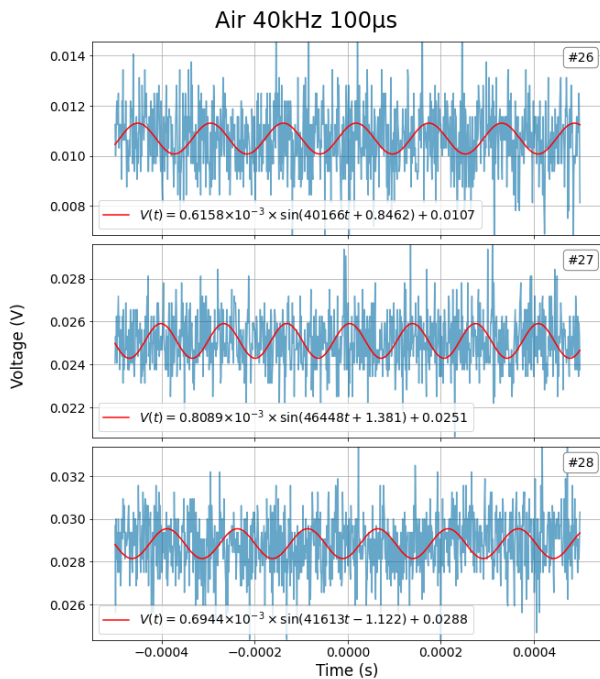 Air 40kHz 100μs
0.014
0.012
0.010
0.008
#26
V(t) = 0.6158×10⁻³ × sin(40166t + 0.8462) + 0.0107
0.028
0.026
0.024
0.022
#27
V(t) = 0.8089×10⁻³ × sin(46448t + 1.381) + 0.0251
Voltage (V)
0.032
0.030
0.028
0.026
#28
V(t) = 0.6944×10⁻³ × sin(41613t − 1.122) + 0.0288
−0.0004 −0.0002 0.0000 0.0002 0.0004
Time (s)